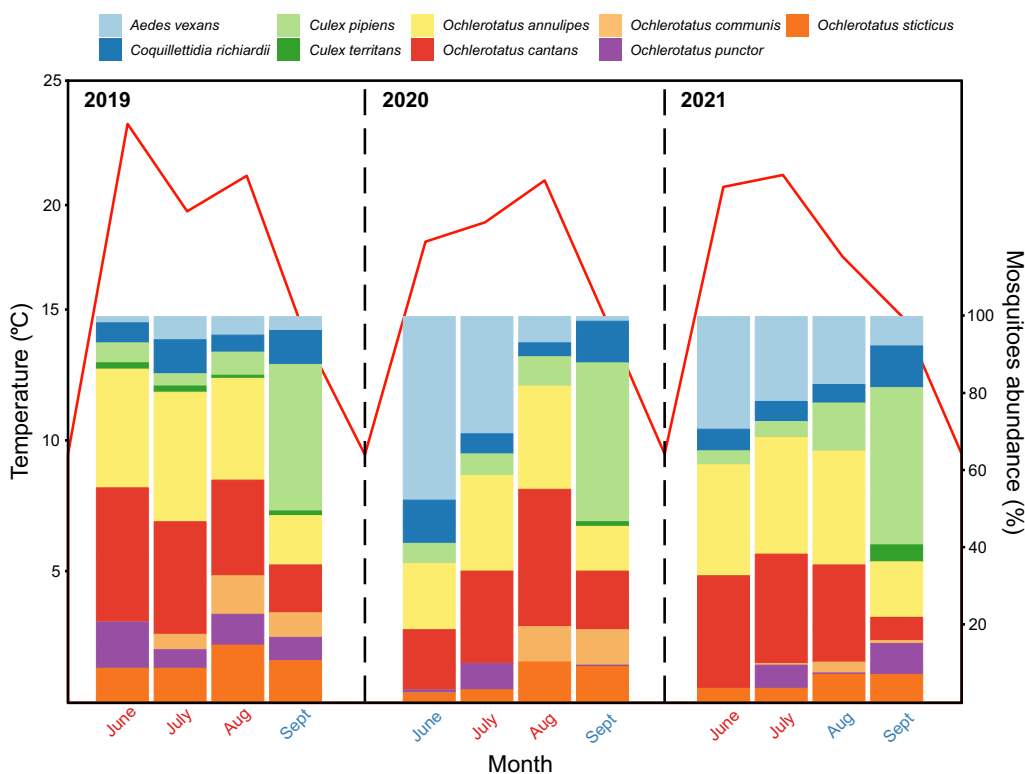 Aedes vexans Culex pipiens Ochlerotatus annulipes Ochlerotatus communis Ochlerotatus sticticus
Coquillettidia richiardii Culex territans Ochlerotatus cantans Ochlerotatus punctor
25
2019 2020 2021
20
15
10
5
Temperature (ºC)
100
80
60
40
20
Mosquitoes abundance (%)
June July Aug Sept June July Aug Sept June July Aug Sept
Month